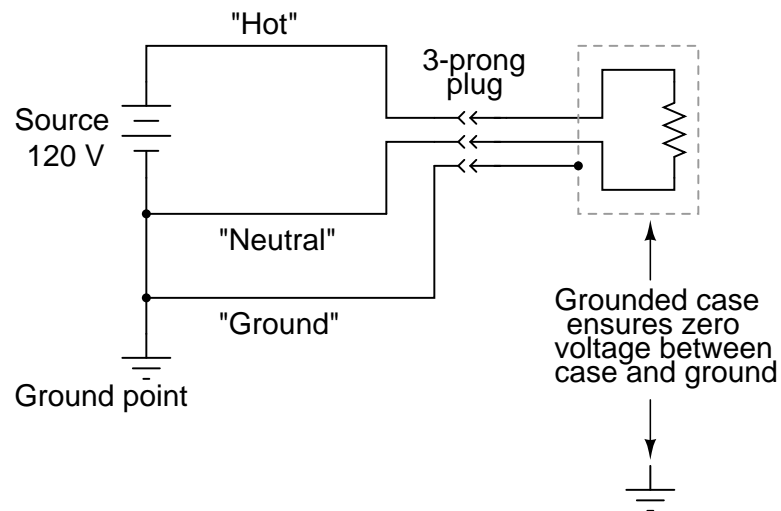 "Hot"
3-prong
plug
Source
120 V
"Neutral"
"Ground"
Ground point
Grounded case
ensures zero
voltage between
case and ground